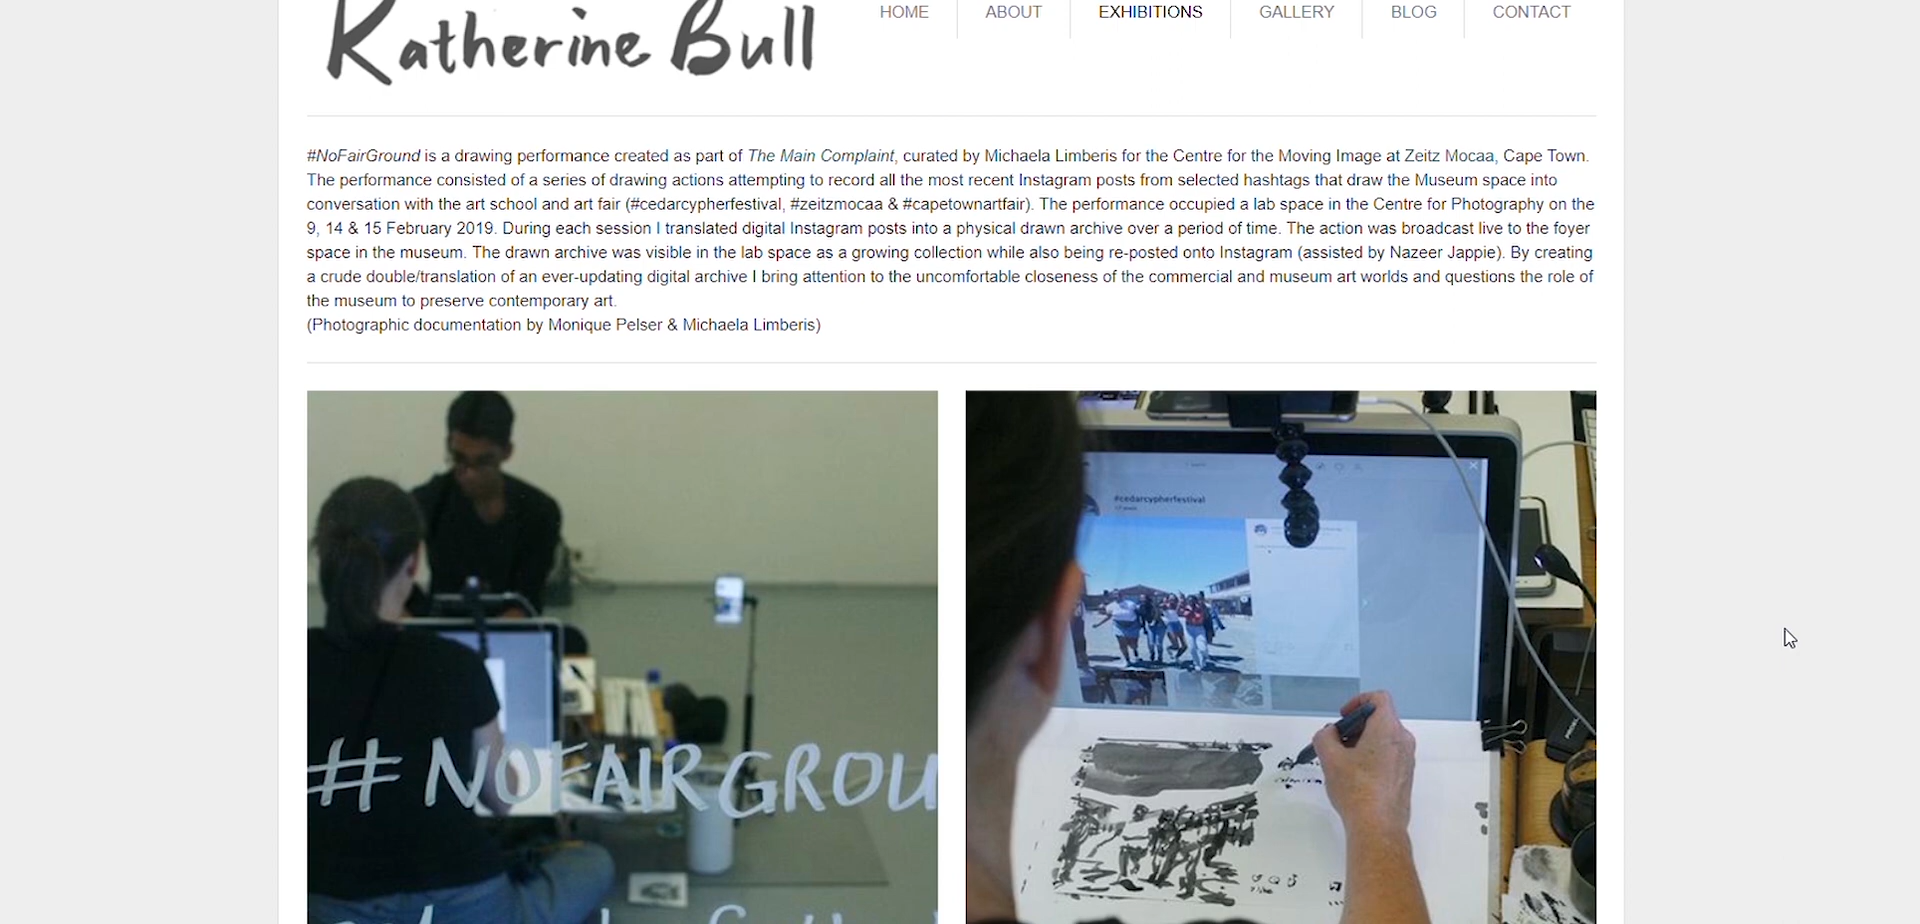 Katherine Bull
HOME
ABOUT
EXHIBITIONS
GALLERY
BLOG
CONTACT
#NoFairGround is a drawing performance created as part of The Main Complaint, curated by Michaela Limberis for the Centre for the Moving Image at Zeitz Mocaa, Cape Town.
The performance consisted of a series of drawing actions attempting to record all the most recent Instagram posts from selected hashtags that draw the Museum space into
conversation with the art school and art fair (#cedarcypherfestival, #zeitzmocaa & #capetownartfair). The performance occupied a lab space in the Centre for Photography on the
9, 14 & 15 February 2019. During each session I translated digital Instagram posts into a physical drawn archive over a period of time. The action was broadcast live to the foyer
space in the museum. The drawn archive was visible in the lab space as a growing collection while also being re-posted onto Instagram (assisted by Nazeer Jappie). By creating
a crude double/translation of an ever-updating digital archive I bring attention to the uncomfortable closeness of the commercial and museum art worlds and questions the role of
the museum to preserve contemporary art.
(Photographic documentation by Monique Pelser & Michaela Limberis)
# NOFAIRGROU
#cedarcypherfestival